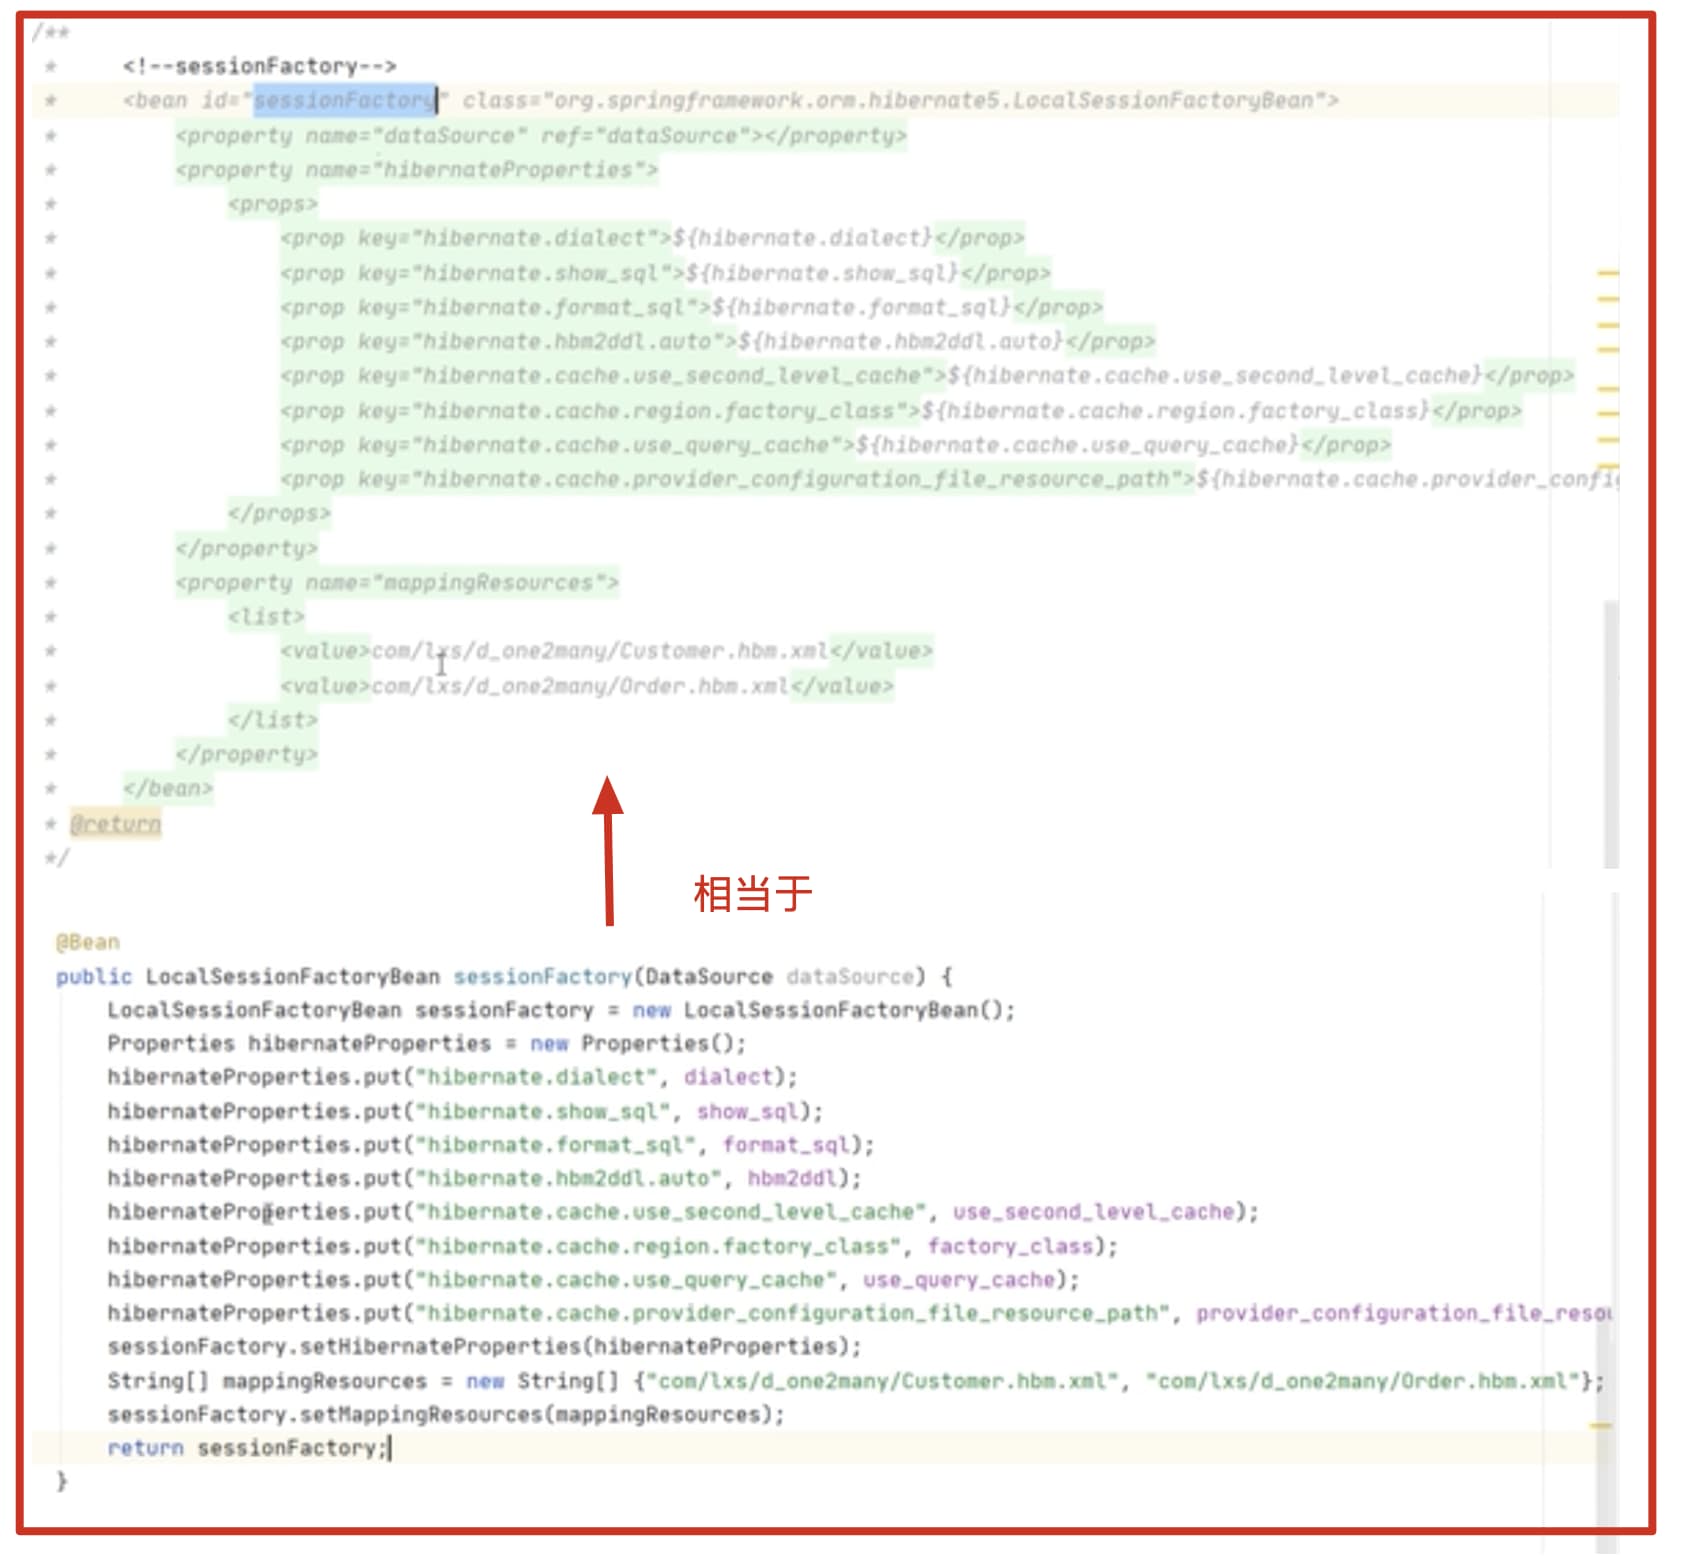 /**
*     <!--sessionFactory-->
*     <bean id="sessionFactory" class="org.springframework.orm.hibernate5.LocalSessionFactoryBean">
*         <property name="dataSource" ref="dataSource"></property>
*         <property name="hibernateProperties">
*             <props>
*                 <prop key="hibernate.dialect">${hibernate.dialect}</prop>
*                 <prop key="hibernate.show_sql">${hibernate.show_sql}</prop>
*                 <prop key="hibernate.format_sql">${hibernate.format_sql}</prop>
*                 <prop key="hibernate.hbm2ddl.auto">${hibernate.hbm2ddl.auto}</prop>
*                 <prop key="hibernate.cache.use_second_level_cache">${hibernate.cache.use_second_level_cache}</prop>
*                 <prop key="hibernate.cache.region.factory_class">${hibernate.cache.region.factory_class}</prop>
*                 <prop key="hibernate.cache.use_query_cache">${hibernate.cache.use_query_cache}</prop>
*                 <prop key="hibernate.cache.provider_configuration_file_resource_path">${hibernate.cache.provider_config
*             </props>
*         </property>
*         <property name="mappingResources">
*             <list>
*                 <value>com/lxs/d_one2many/Customer.hbm.xml</value>
*                 <value>com/lxs/d_one2many/Order.hbm.xml</value>
*             </list>
*         </property>
*     </bean>
* @return
*/
相当于
@Bean
public LocalSessionFactoryBean sessionFactory(DataSource dataSource) {
    LocalSessionFactoryBean sessionFactory = new LocalSessionFactoryBean();
    Properties hibernateProperties = new Properties();
    hibernateProperties.put("hibernate.dialect", dialect);
    hibernateProperties.put("hibernate.show_sql", show_sql);
    hibernateProperties.put("hibernate.format_sql", format_sql);
    hibernateProperties.put("hibernate.hbm2ddl.auto", hbm2ddl);
    hibernateProperties.put("hibernate.cache.use_second_level_cache", use_second_level_cache);
    hibernateProperties.put("hibernate.cache.region.factory_class", factory_class);
    hibernateProperties.put("hibernate.cache.use_query_cache", use_query_cache);
    hibernateProperties.put("hibernate.cache.provider_configuration_file_resource_path", provider_configuration_file_resou
    sessionFactory.setHibernateProperties(hibernateProperties);
    String[] mappingResources = new String[] {"com/lxs/d_one2many/Customer.hbm.xml", "com/lxs/d_one2many/Order.hbm.xml"};
    sessionFactory.setMappingResources(mappingResources);
    return sessionFactory;
}